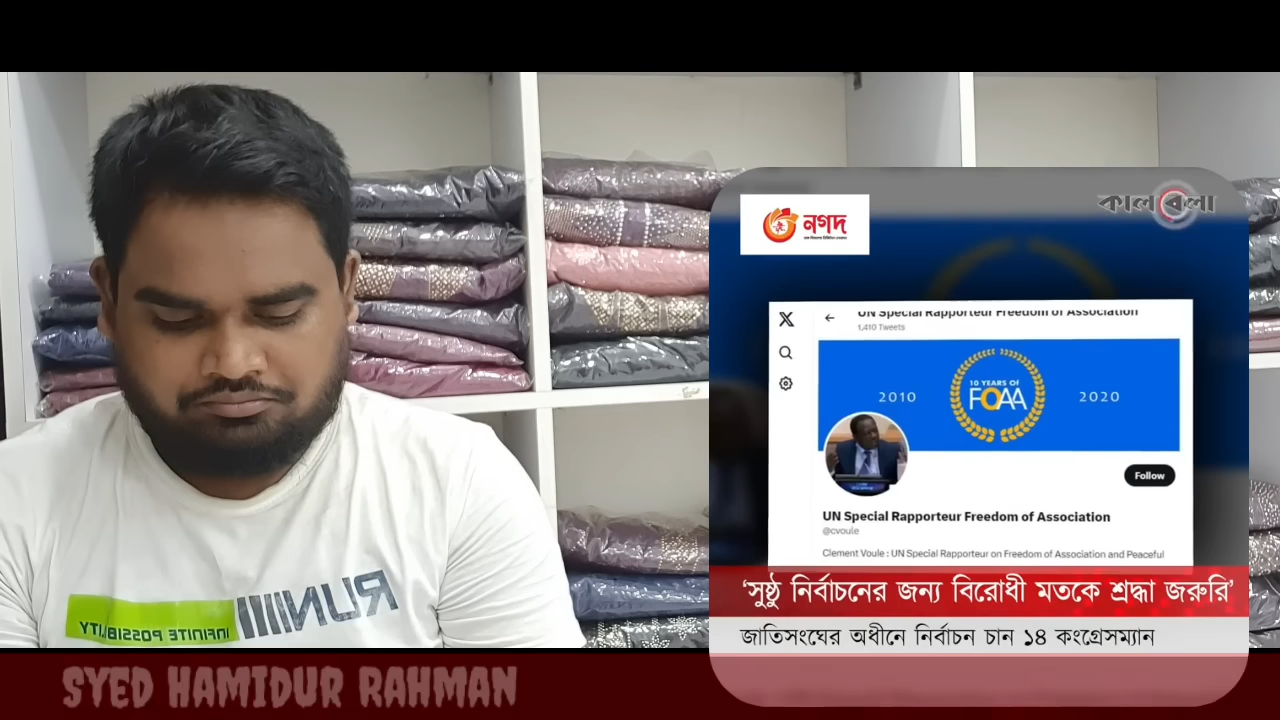 কালবেলা
নগদ
UN Special Rapporteur Freedom of Association
1,410 Tweets
10 YEARS OF
FOAA
2010
2020
Follow
UN Special Rapporteur Freedom of Association
@cvoule
Clement Voule : UN Special Rapporteur on Freedom of Association and Peaceful
‘সুষ্ঠু নির্বাচনের জন্য বিরোধী মতকে শ্রদ্ধা জরুরি’
জাতিসংঘের অধীনে নির্বাচন চান ১৪ কংগ্রেসম্যান
RUN
INFINITE POSSIBILITY
SYED HAMIDUR RAHMAN